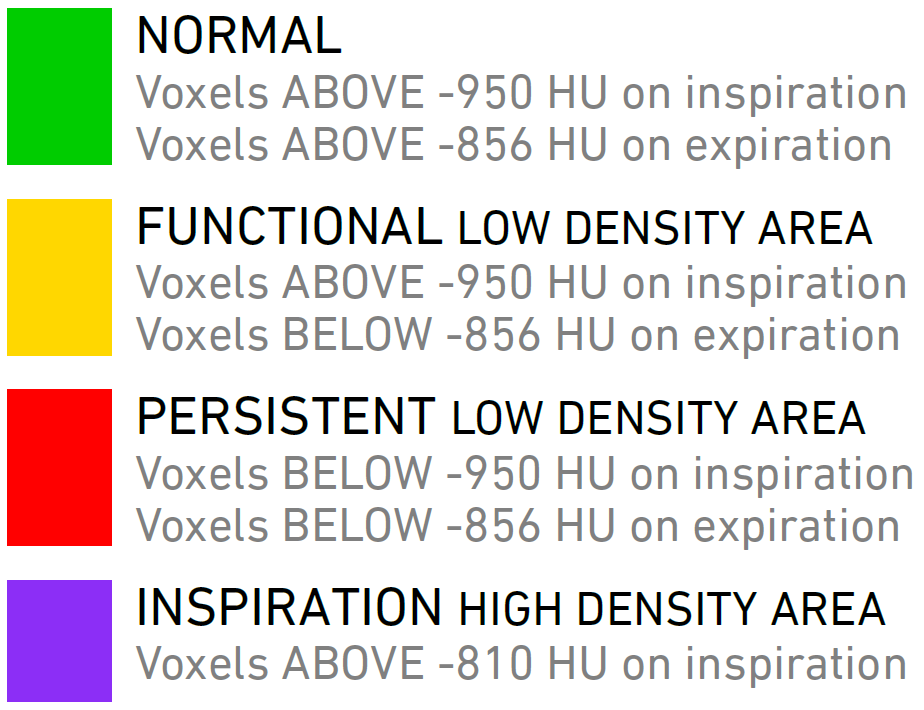 NORMAL
Voxels ABOVE -950 HU on inspiration
Voxels ABOVE -856 HU on expiration
FUNCTIONAL LOW DENSITY AREA
Voxels ABOVE -950 HU on inspiration
Voxels BELOW -856 HU on expiration
PERSISTENT LOW DENSITY AREA
Voxels BELOW -950 HU on inspiration
Voxels BELOW -856 HU on expiration
INSPIRATION HIGH DENSITY AREA
Voxels ABOVE -810 HU on inspiration